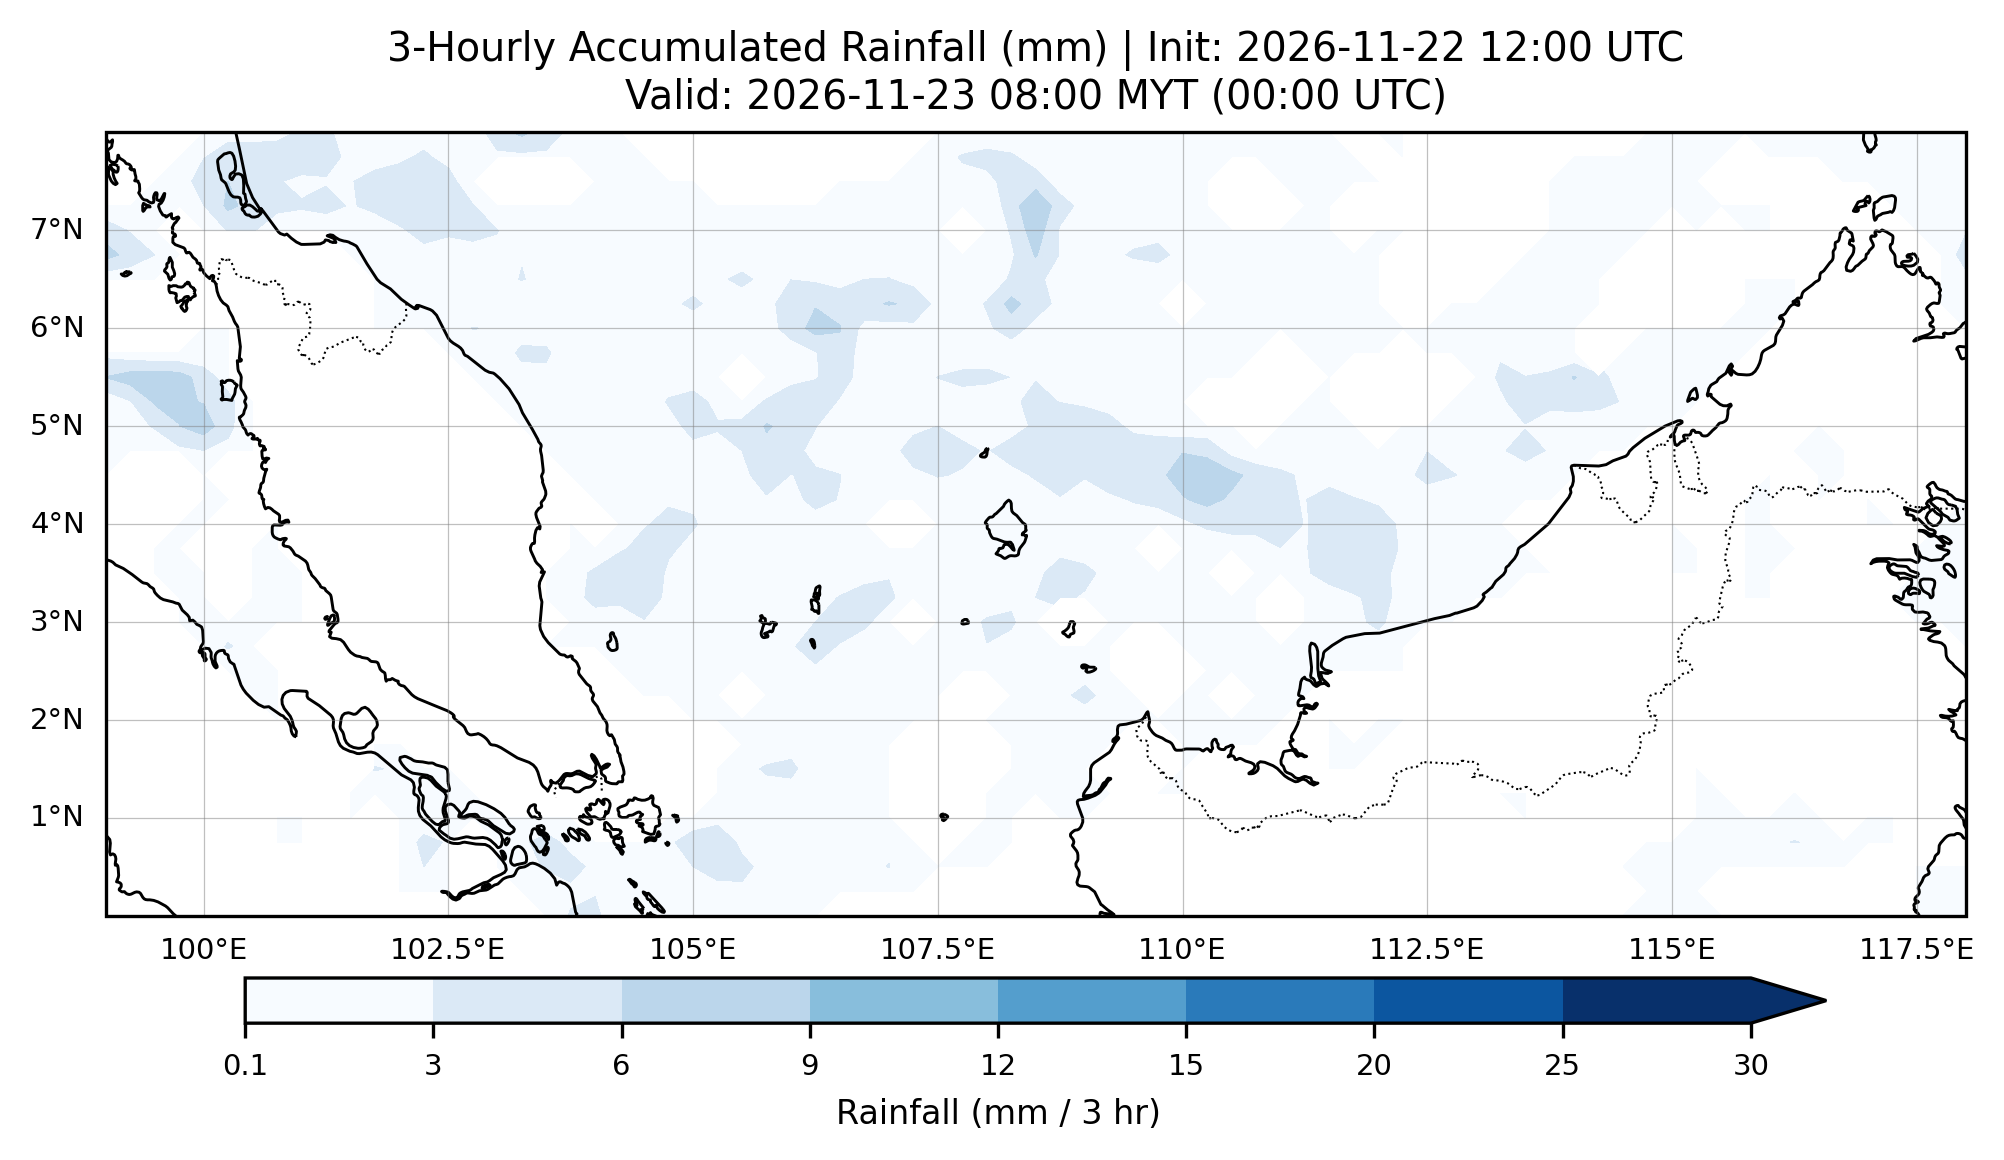 3-Hourly Accumulated Rainfall (mm) | Init: 2026-11-22 12:00 UTC
Valid: 2026-11-23 08:00 MYT (00:00 UTC)
7°N
6°N
5°N
4°N
3°N
2°N
1°N
100°E 102.5°E 105°E 107.5°E 110°E 112.5°E 115°E 117.5°E
0.1 3 6 9 12 15 20 25 30
Rainfall (mm / 3 hr)